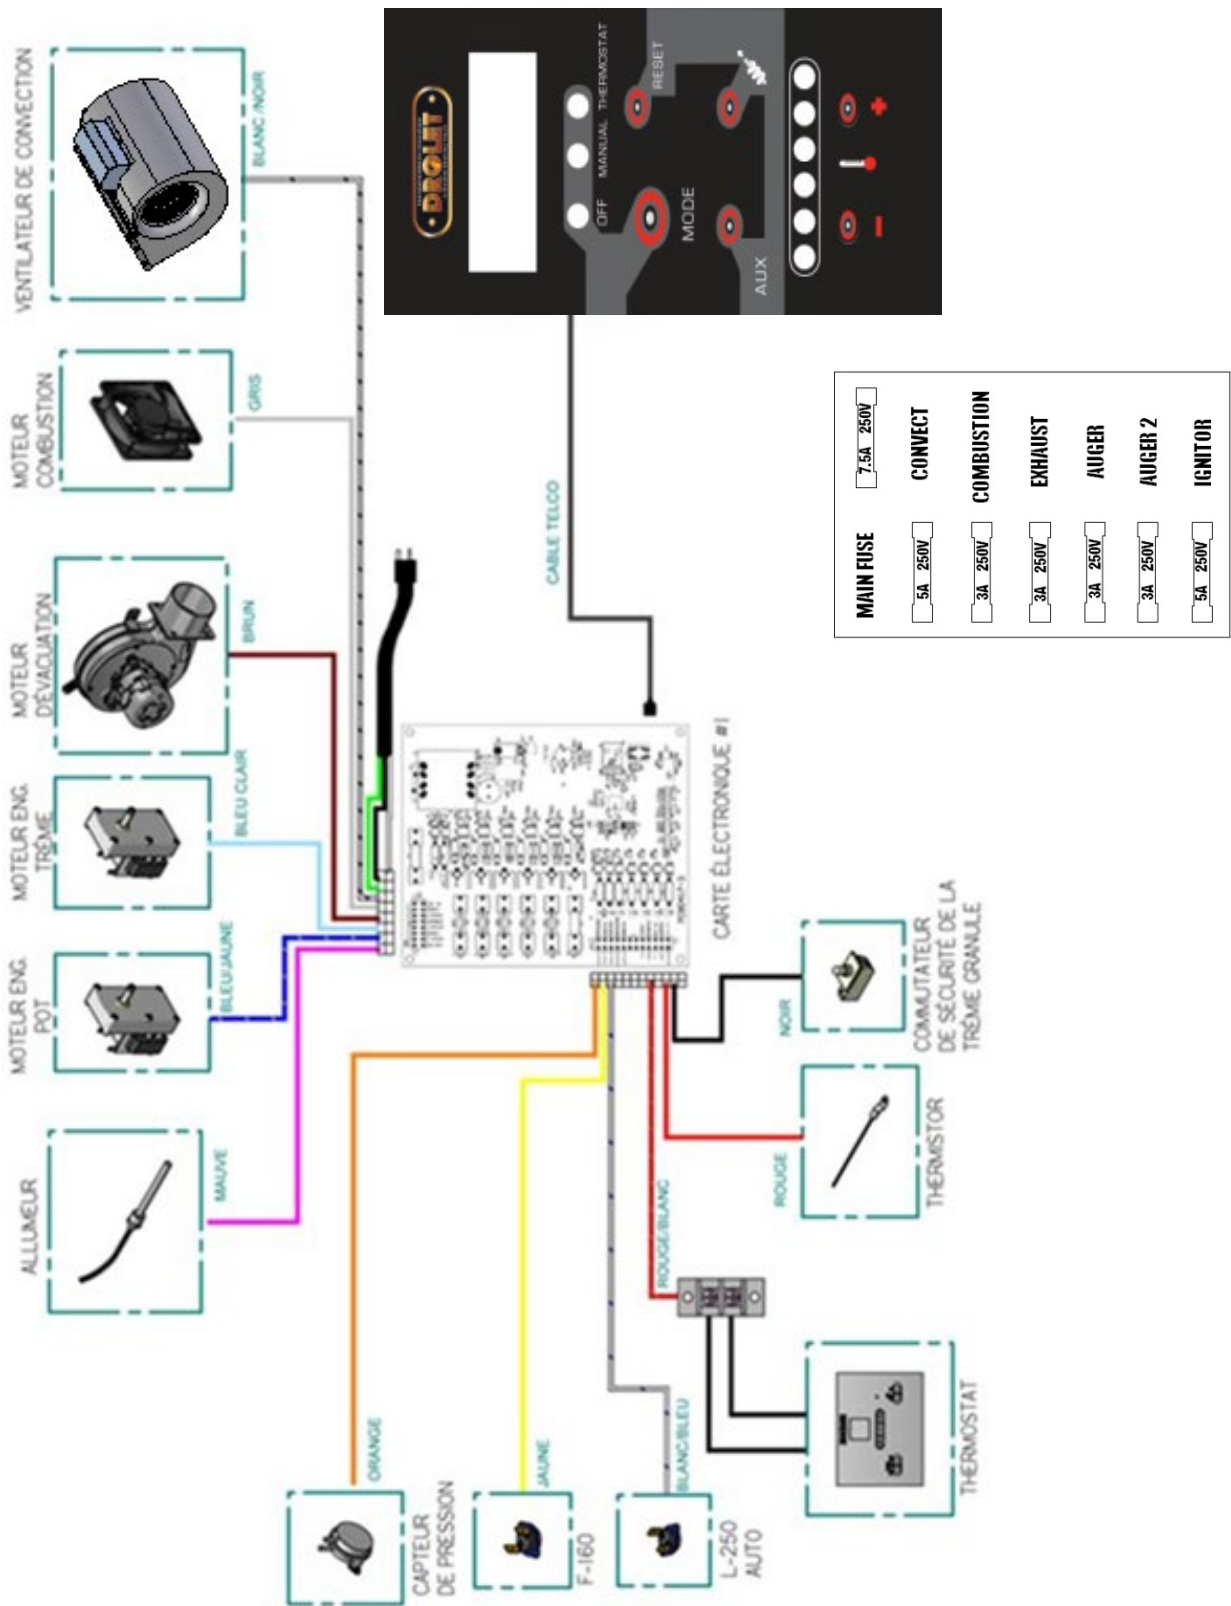 VENTILATEUR DE CONVECTION
BLANC /NOIR
MOTEUR
COMBUSTION
GRIS
MOTEUR
D'ÉVACUATION
BRUN
MOTEUR ENG.
TRÉMIE
BLEU CLAIR
MOTEUR ENG.
POT
BLEU/JAUNE
ALLUMEUR
MAUVE
DROLET
OFF
MANUAL
THERMOSTAT
RESET
MODE
AUX
CABLE TELCO
CARTE ÉLECTRONIQUE #1
MAIN FUSE
7.5A 250V
5A 250V
CONVECT
3A 250V
COMBUSTION
3A 250V
EXHAUST
3A 250V
AUGER
3A 250V
AUGER 2
5A 250V
IGNITOR
CAPTEUR
DE PRESSION
ORANGE
F-160
JAUNE
L-250
AUTO
BLANC/BLEU
THERMOSTAT
ROUGE/BLANC
THERMISTOR
ROUGE
COMMUTATEUR
DE SÉCURITÉ DE LA
TRÉMIE GRANULE
NOIR